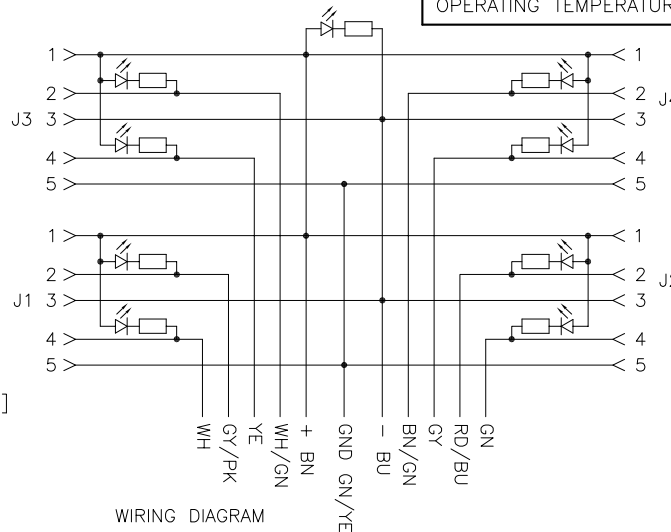 OPERATING TEMPERATUR
1 1
2 2
J3 3 3 J4
4 4
5 5
1 1
2 2
J1 3 3 J2
4 4
5 5
]
WH
GY/PK
YE
WH/GN
+ BN
GND GN/YE
- BU
BN/GN
GY
RD/BU
GN
WIRING DIAGRAM